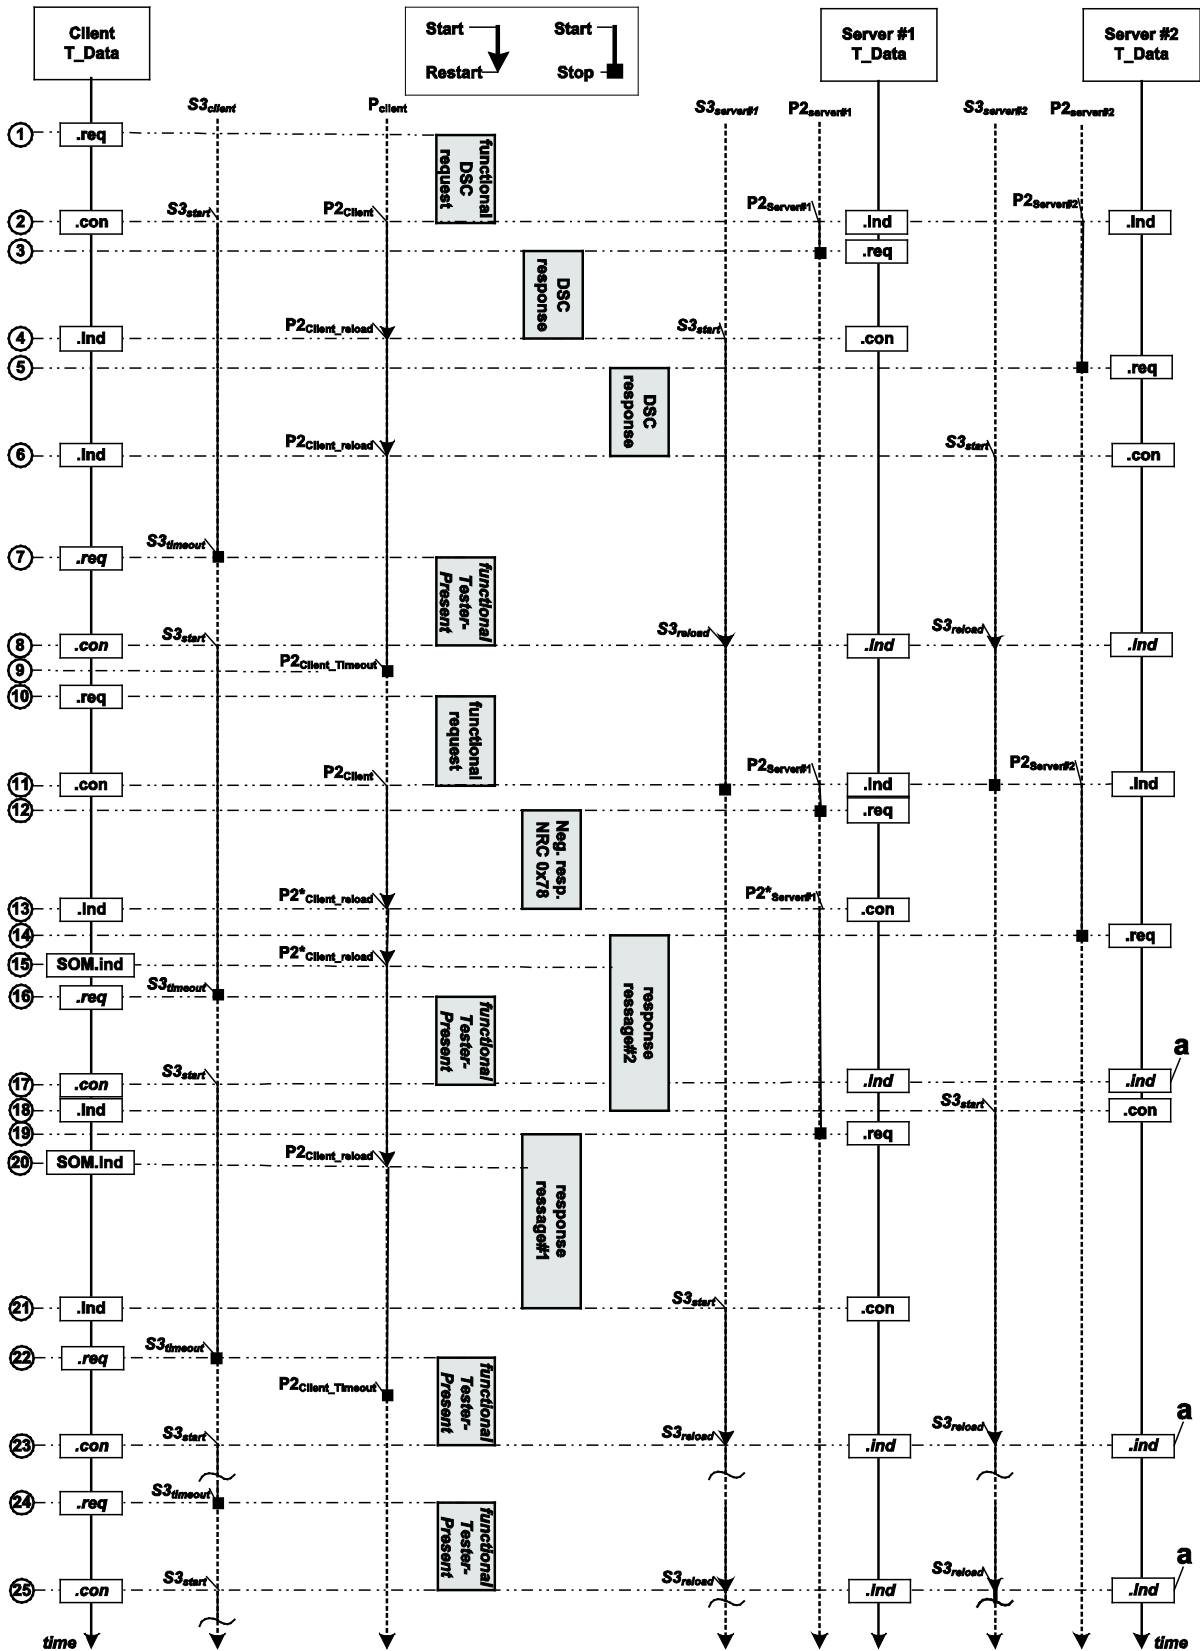 Client T_Data
Start Start
Restart Stop
Server #1 T_Data
Server #2 T_Data
S3client Pclient S3server#1 P2server#1 S3server#2 P2server#2
1 .req
functional DSC request
2 .con S3start P2Client P2Server#1 .Ind P2Server#2 .Ind
3 .req
DSC response
4 .Ind P2Client_reload S3start .con
5 .req
DSC response
6 .Ind P2Client_reload S3start .con
7 .req S3timeout
functional Tester- Present
8 .con S3start S3reload .Ind S3reload .Ind
9 P2Client_Timeout
10 .req
functional request
11 .con P2Client P2Server#1 .Ind P2Server#2 .Ind
12 .req
Neg. resp. NRC 0x78
13 .Ind P2*Client_reload P2*Server#1 .con
14 .req
15 SOM.ind P2*Client_reload
response ressage#2
16 .req S3timeout
functional Tester- Present
17 .con S3start .Ind .ind a
18 .Ind S3start .con
19 .req
20 SOM.Ind P2Client_reload
response ressage#1
21 .Ind S3start .con
22 .req S3timeout
P2Client_Timeout
functional Tester- Present
23 .con S3start S3reload .ind S3reload .ind a
24 .req S3timeout
functional Tester- Present
25 .con S3start S3reload .Ind S3reload .Ind a
time time